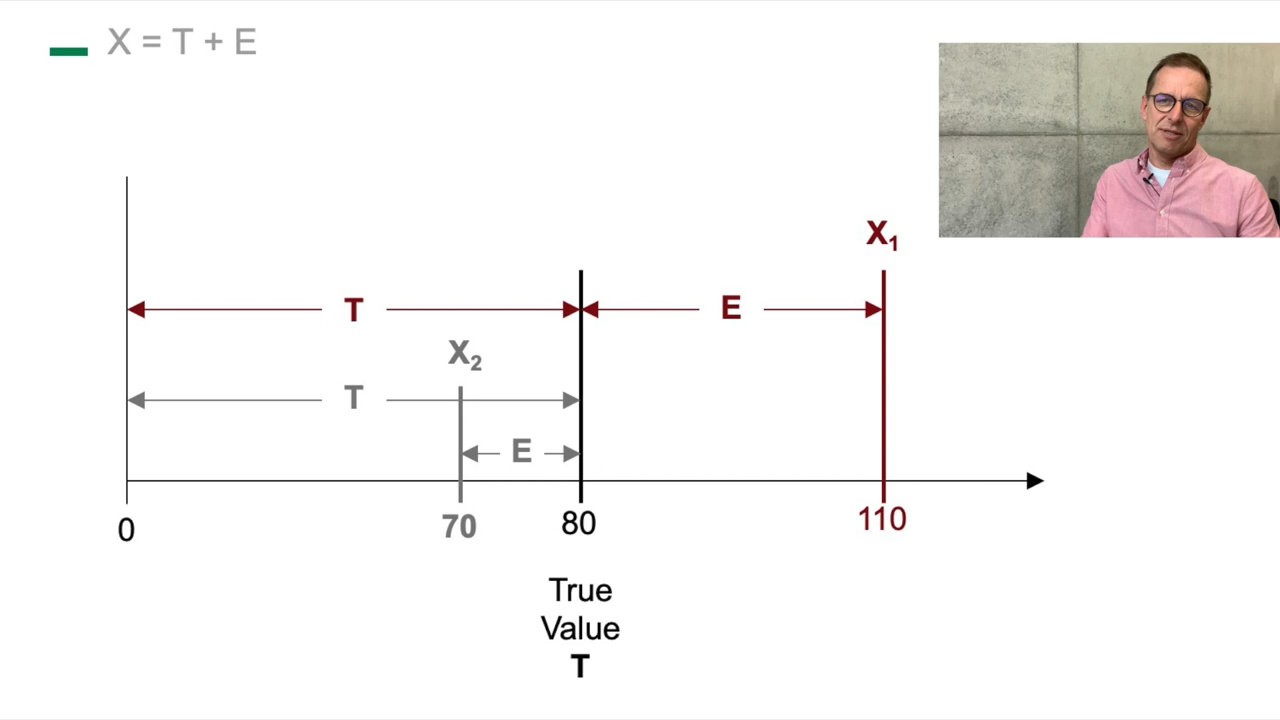 X = T + E
X₁
T
E
X₂
T
E
0
70
80
110
True
Value
T